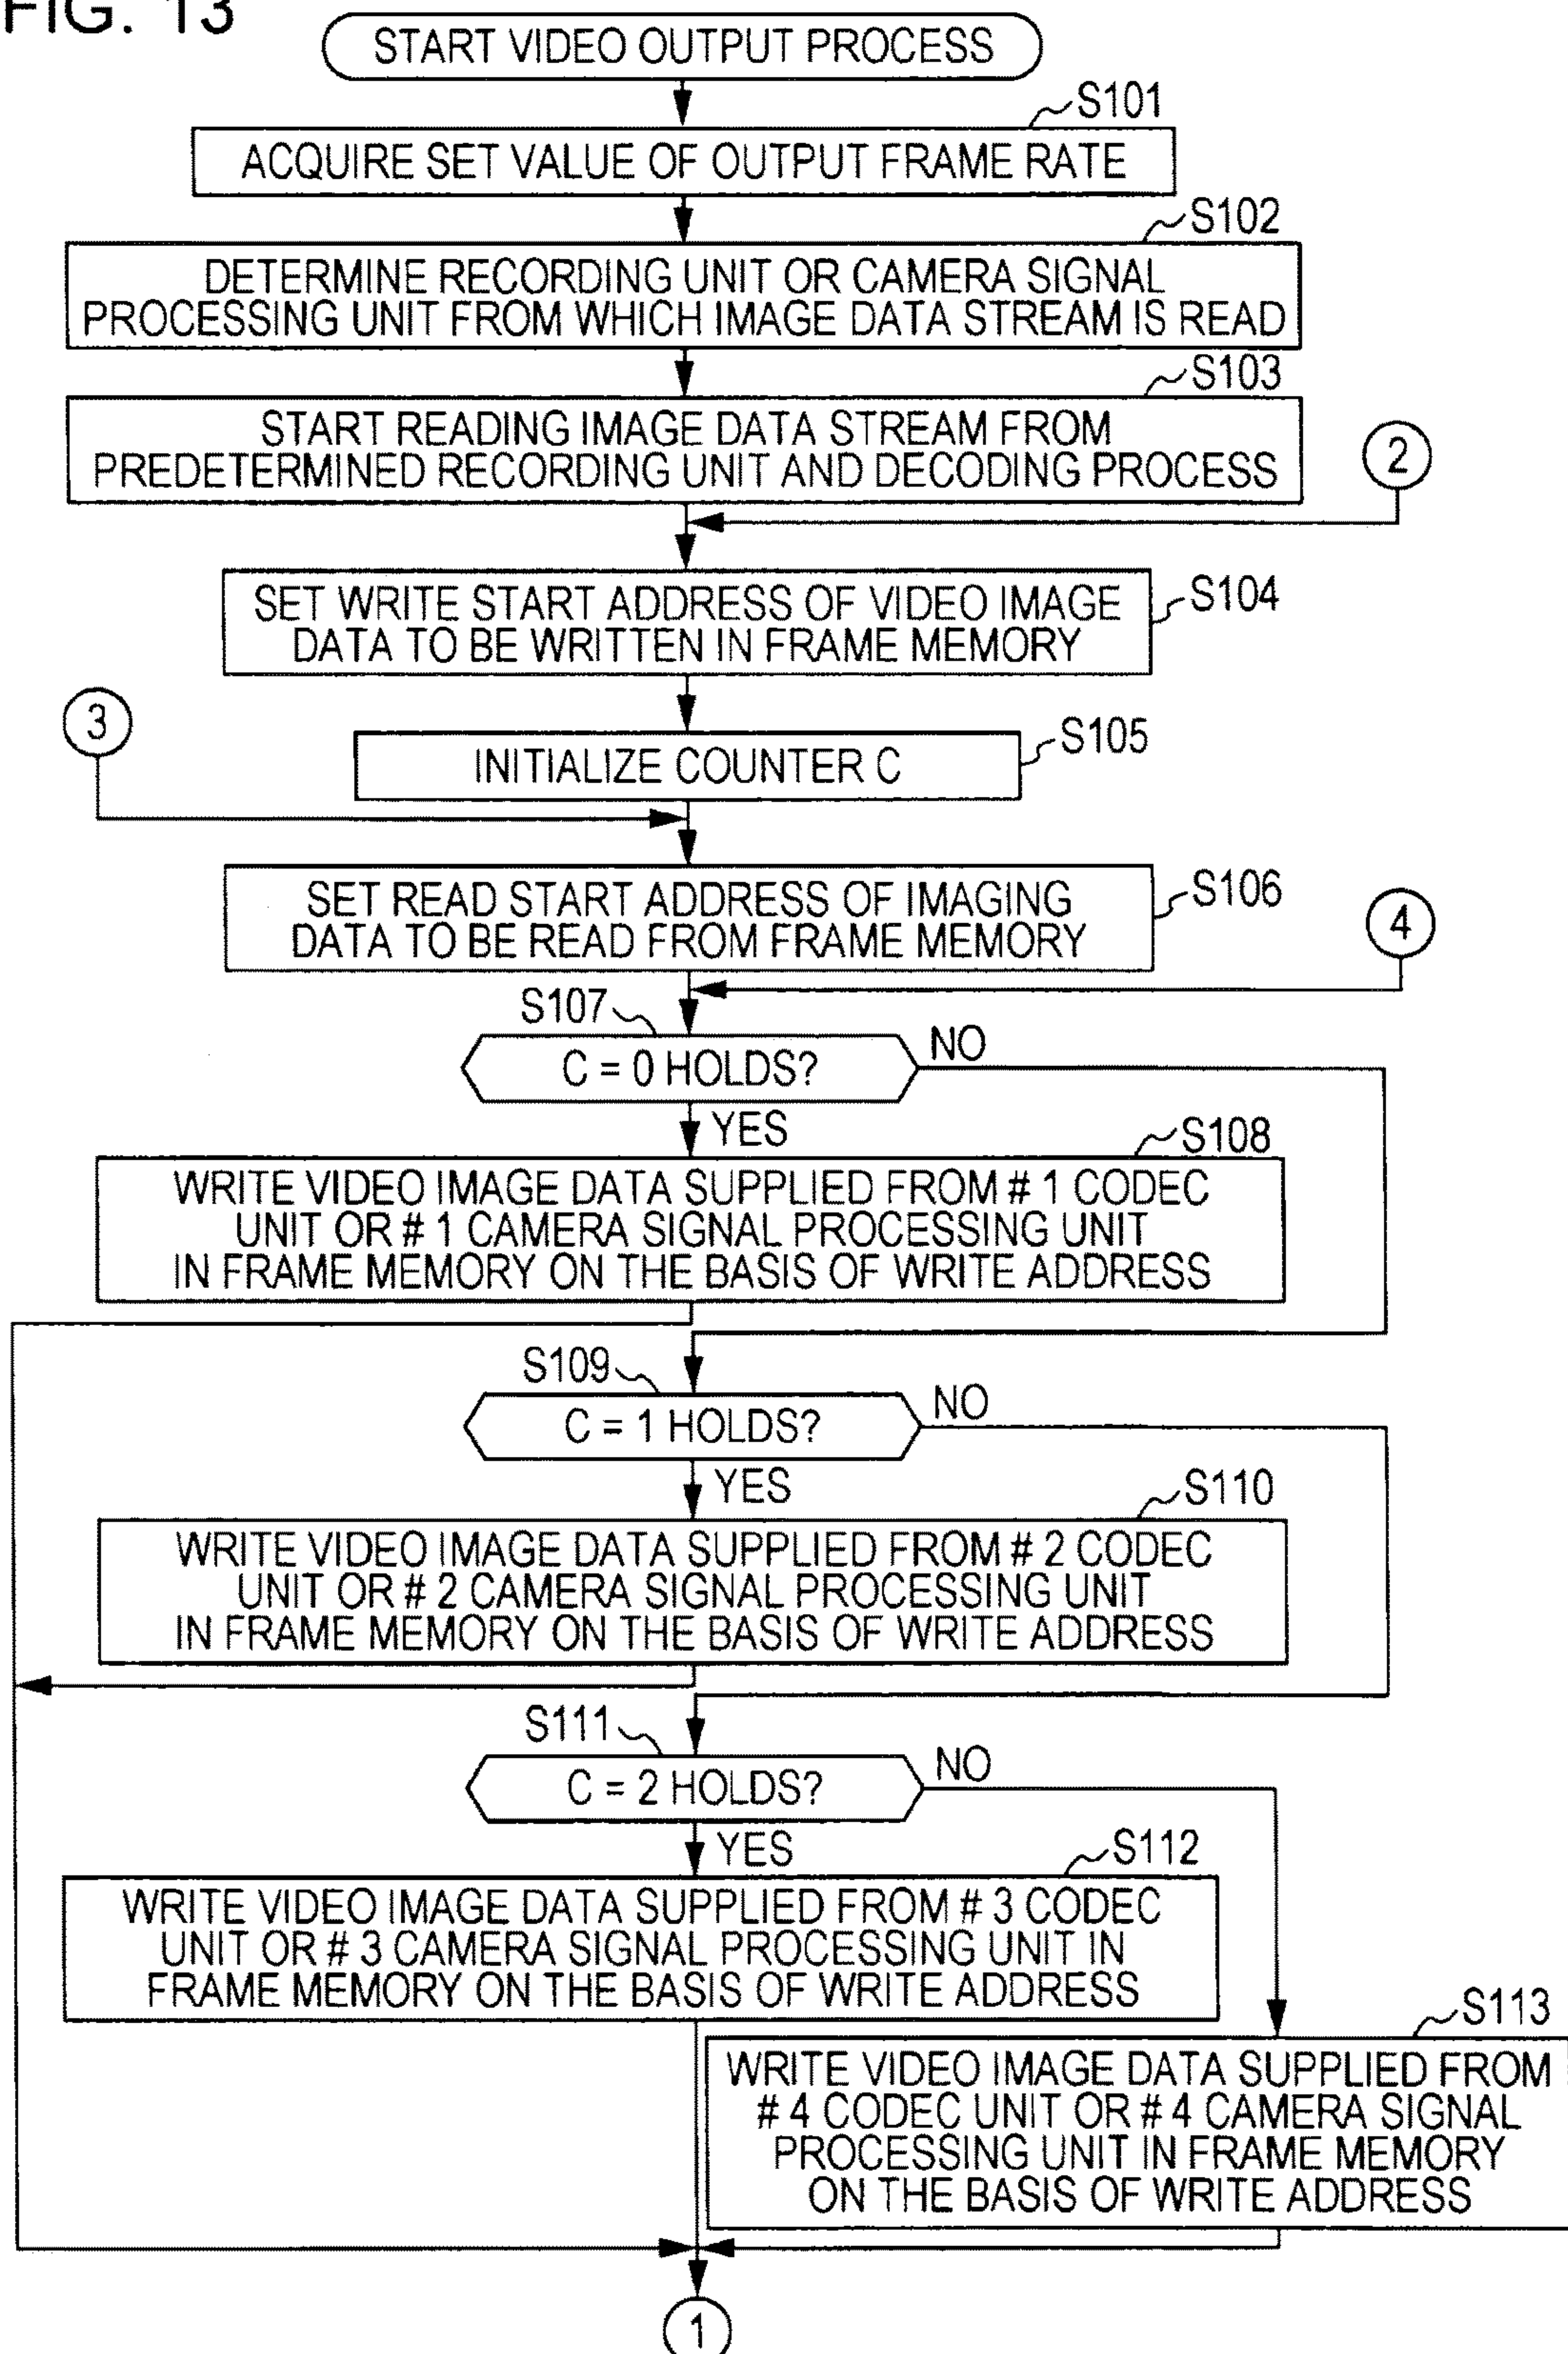 FIG. 13
START VIDEO OUTPUT PROCESS
S101
ACQUIRE SET VALUE OF OUTPUT FRAME RATE
S102
DETERMINE RECORDING UNIT OR CAMERA SIGNAL
PROCESSING UNIT FROM WHICH IMAGE DATA STREAM IS READ
S103
START READING IMAGE DATA STREAM FROM
PREDETERMINED RECORDING UNIT AND DECODING PROCESS
2
S104
SET WRITE START ADDRESS OF VIDEO IMAGE
DATA TO BE WRITTEN IN FRAME MEMORY
3
S105
INITIALIZE COUNTER C
S106
SET READ START ADDRESS OF IMAGING
DATA TO BE READ FROM FRAME MEMORY
4
S107
C = 0 HOLDS?
NO
YES
S108
WRITE VIDEO IMAGE DATA SUPPLIED FROM # 1 CODEC
UNIT OR # 1 CAMERA SIGNAL PROCESSING UNIT
IN FRAME MEMORY ON THE BASIS OF WRITE ADDRESS
S109
C = 1 HOLDS?
NO
YES
S110
WRITE VIDEO IMAGE DATA SUPPLIED FROM # 2 CODEC
UNIT OR # 2 CAMERA SIGNAL PROCESSING UNIT
IN FRAME MEMORY ON THE BASIS OF WRITE ADDRESS
S111
C = 2 HOLDS?
NO
YES
S112
WRITE VIDEO IMAGE DATA SUPPLIED FROM # 3 CODEC
UNIT OR # 3 CAMERA SIGNAL PROCESSING UNIT IN
FRAME MEMORY ON THE BASIS OF WRITE ADDRESS
S113
WRITE VIDEO IMAGE DATA SUPPLIED FROM
# 4 CODEC UNIT OR # 4 CAMERA SIGNAL
PROCESSING UNIT IN FRAME MEMORY
ON THE BASIS OF WRITE ADDRESS
1